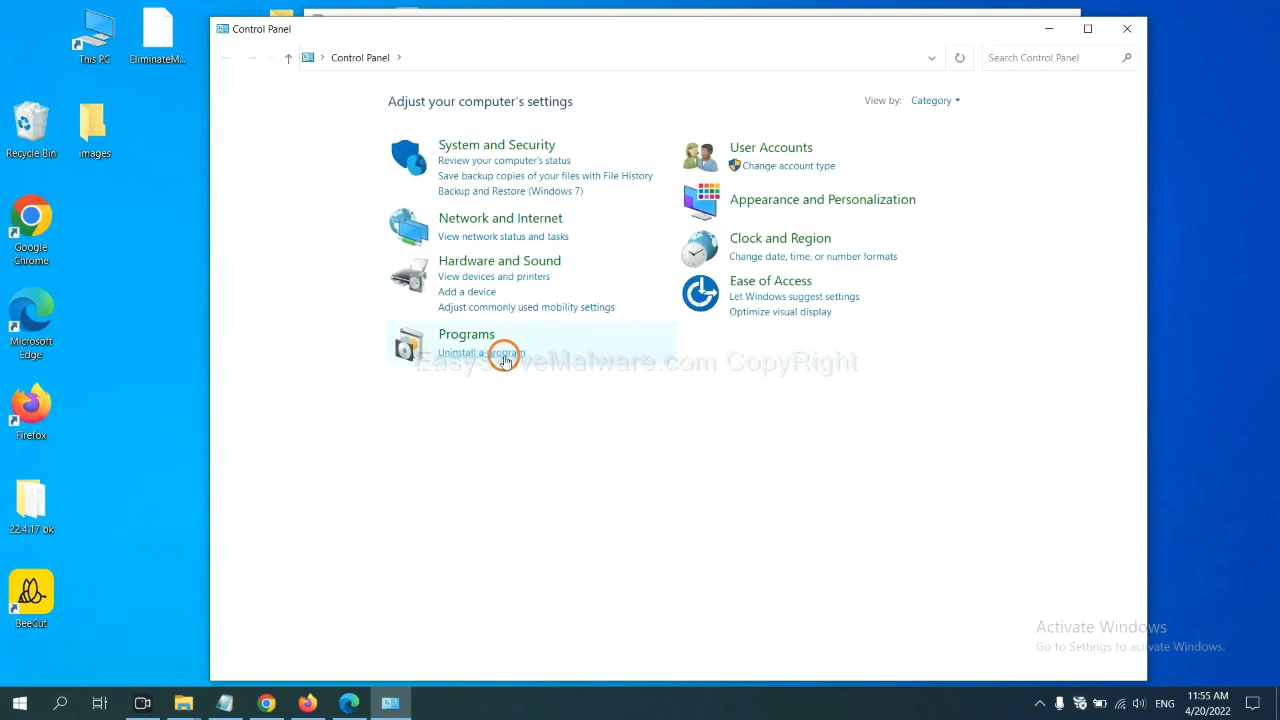 This PC
EliminateM...
Recycle Bin
images
Google
Chrome
Microsoft
Edge
Firefox
22.4.17 bk
BeeCut
Control Panel
Control Panel
Search Control Panel
Adjust your computer's settings
View by: Category
System and Security
Review your computer's status
Save backup copies of your files with File History
Backup and Restore (Windows 7)
Network and Internet
View network status and tasks
Hardware and Sound
View devices and printers
Add a device
Adjust commonly used mobility settings
Programs
Uninstall a program
User Accounts
Change account type
Appearance and Personalization
Clock and Region
Change date, time, or number formats
Ease of Access
Let Windows suggest settings
Optimize visual display
EasySolveMalware.com CopyRight
Activate Windows
Go to Settings to activate Windows.
ENG
11:55 AM
4/20/2022